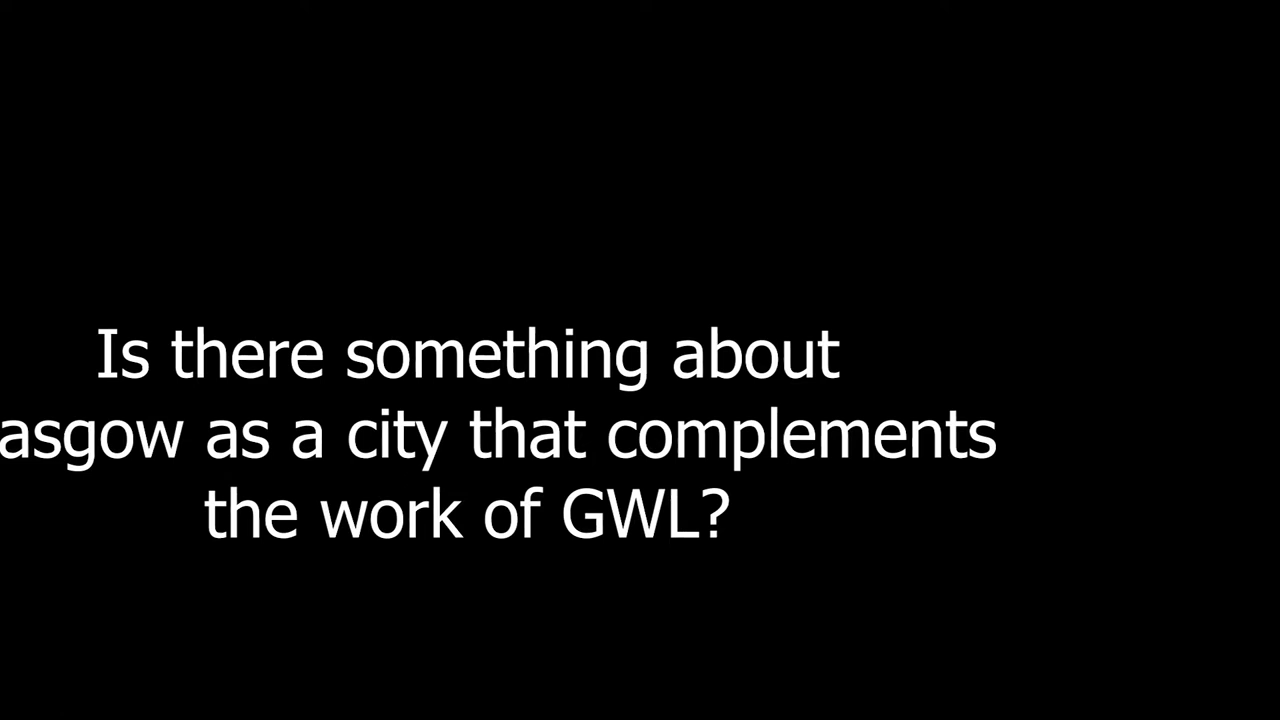 Is there something about
asgow as a city that complements
the work of GWL?